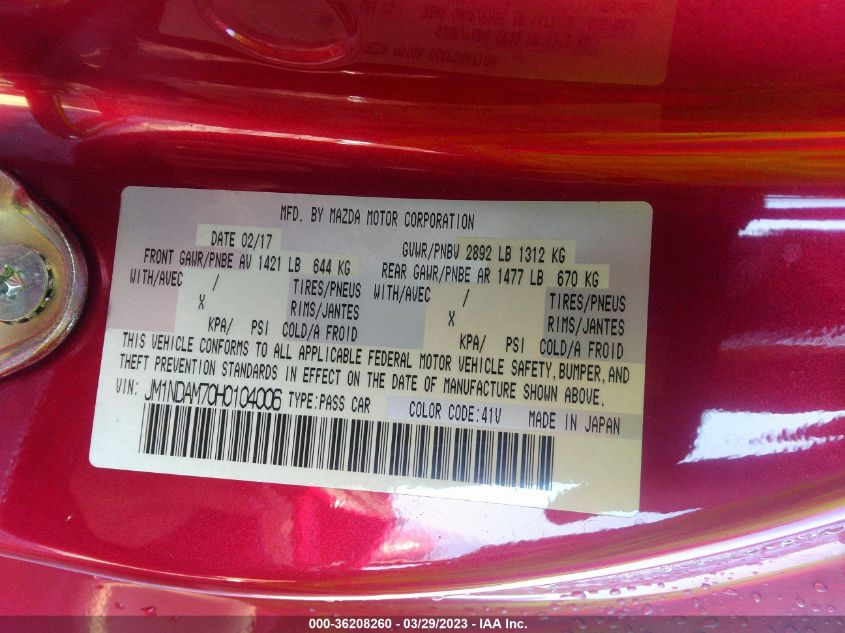 MFD. BY MAZDA MOTOR CORPORATION
DATE 02/17 GVWR/PNBV 2892 LB 1312 KG
FRONT GAWR/PNBE AV 1421 LB 644 KG REAR GAWR/PNBE AR 1477 LB 670 KG
WITH/AVEC / TIRES/PNEUS WITH/AVEC / TIRES/PNEUS
X RIMS/JANTES X RIMS/JANTES
KPA/ PSI COLD/A FROID KPA/ PSI COLD/A FROID
THIS VEHICLE CONFORMS TO ALL APPLICABLE FEDERAL MOTOR VEHICLE SAFETY, BUMPER, AND
THEFT PREVENTION STANDARDS IN EFFECT ON THE DATE OF MANUFACTURE SHOWN ABOVE.
VIN: JM1NDAM70H0104006 TYPE:PASS CAR COLOR CODE:41V MADE IN JAPAN
000-36208260 - 03/29/2023 - IAA Inc.